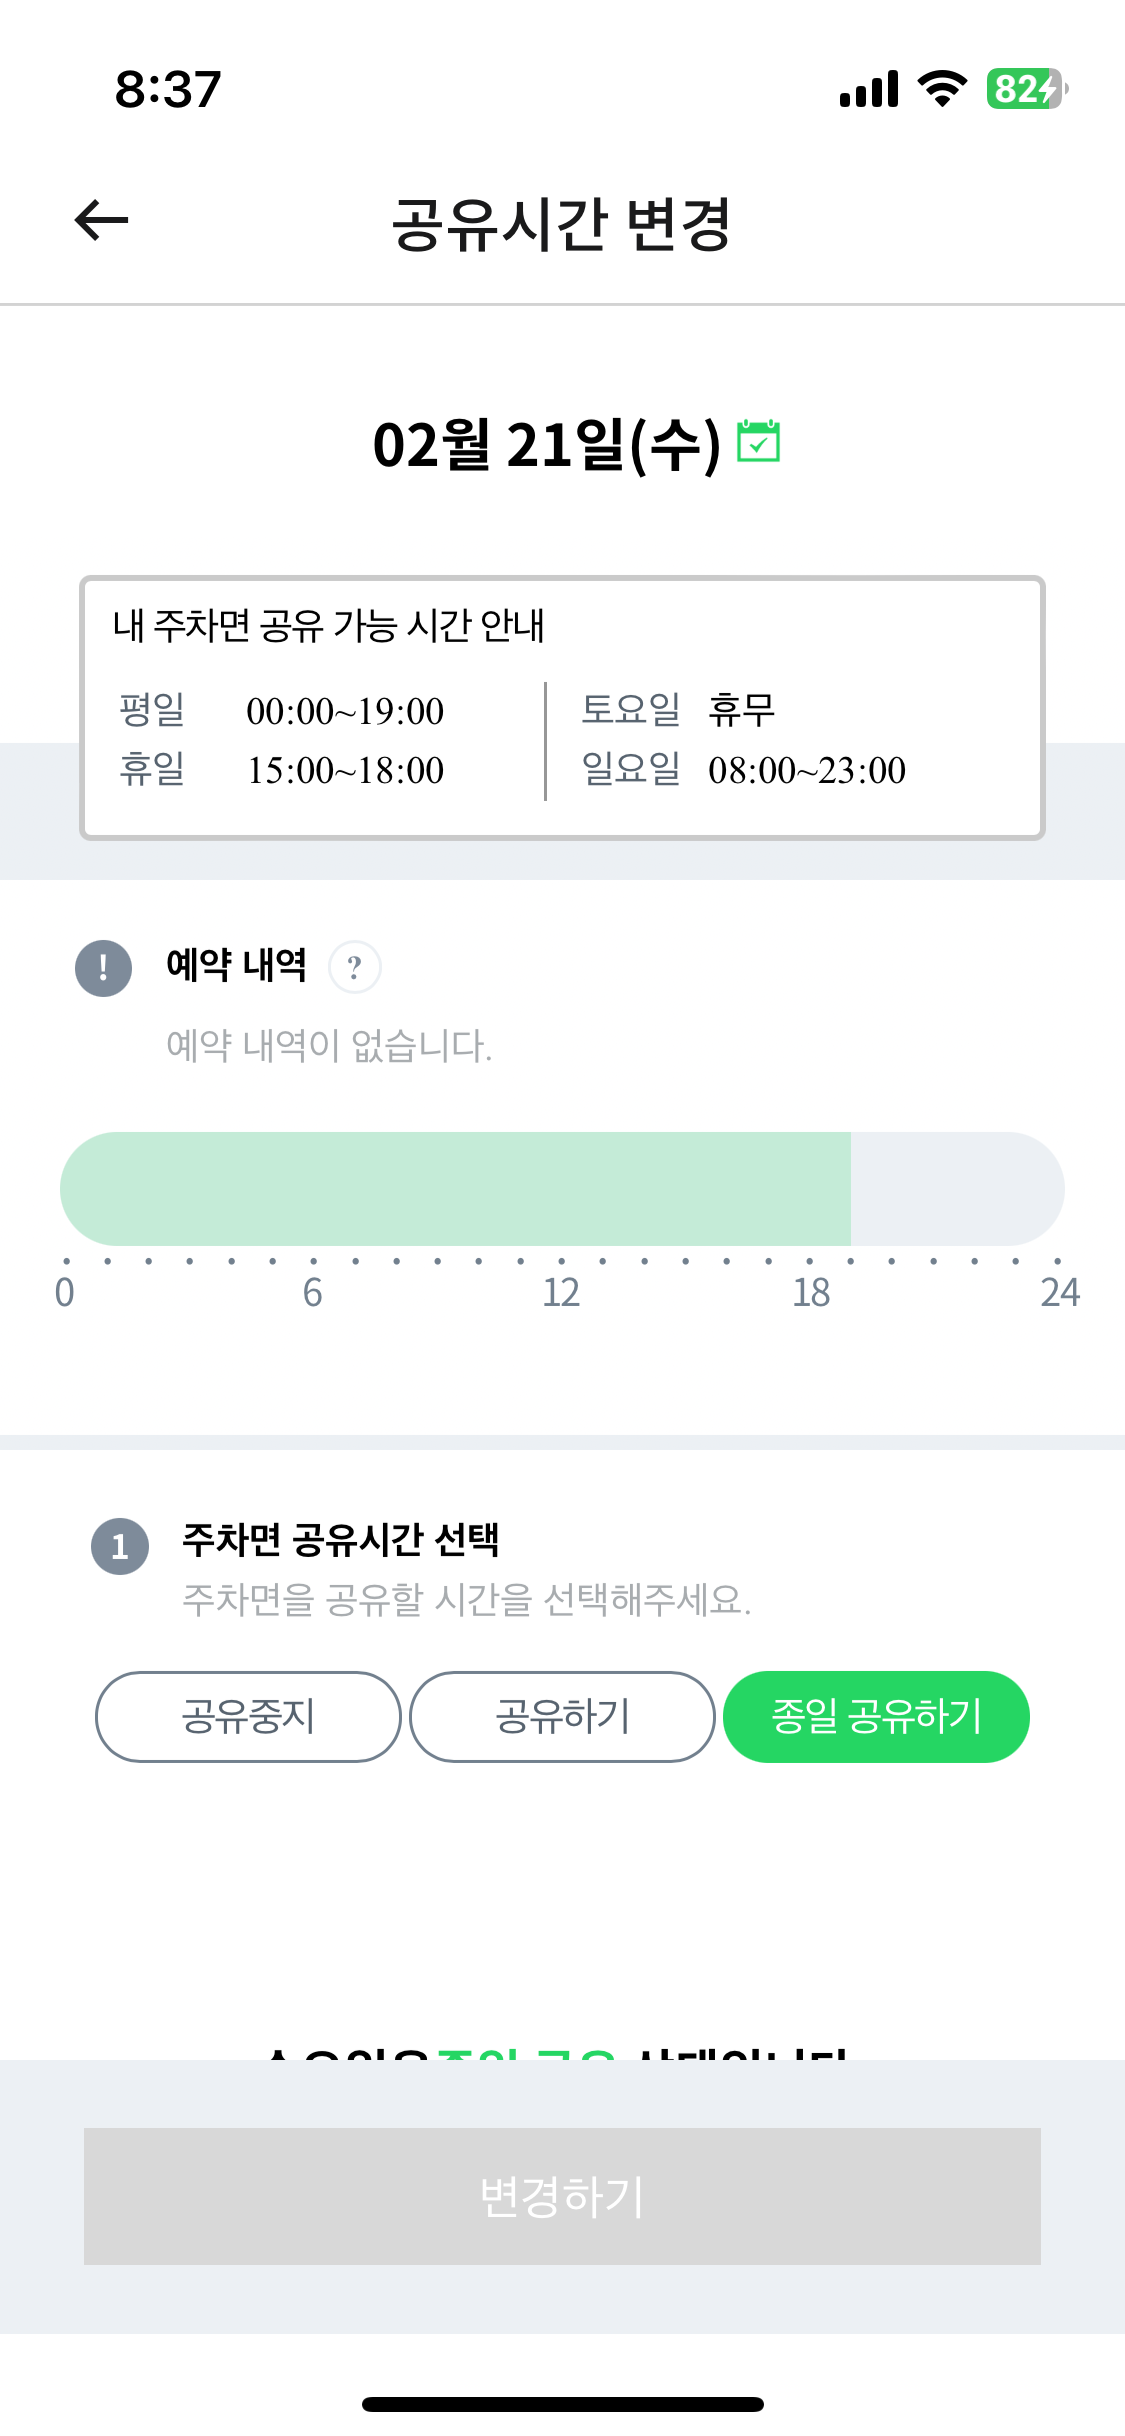 8:37
82
공유시간 변경
02월 21일(수)
내 주차면 공유 가능 시간 안내
평일 00:00~19:00 토요일 휴무
휴일 15:00~18:00 일요일 08:00~23:00
! 예약 내역 ?
예약 내역이 없습니다.
0 6 12 18 24
1 주차면 공유시간 선택
주차면을 공유할 시간을 선택해주세요.
공유중지 공유하기 종일 공유하기
변경하기